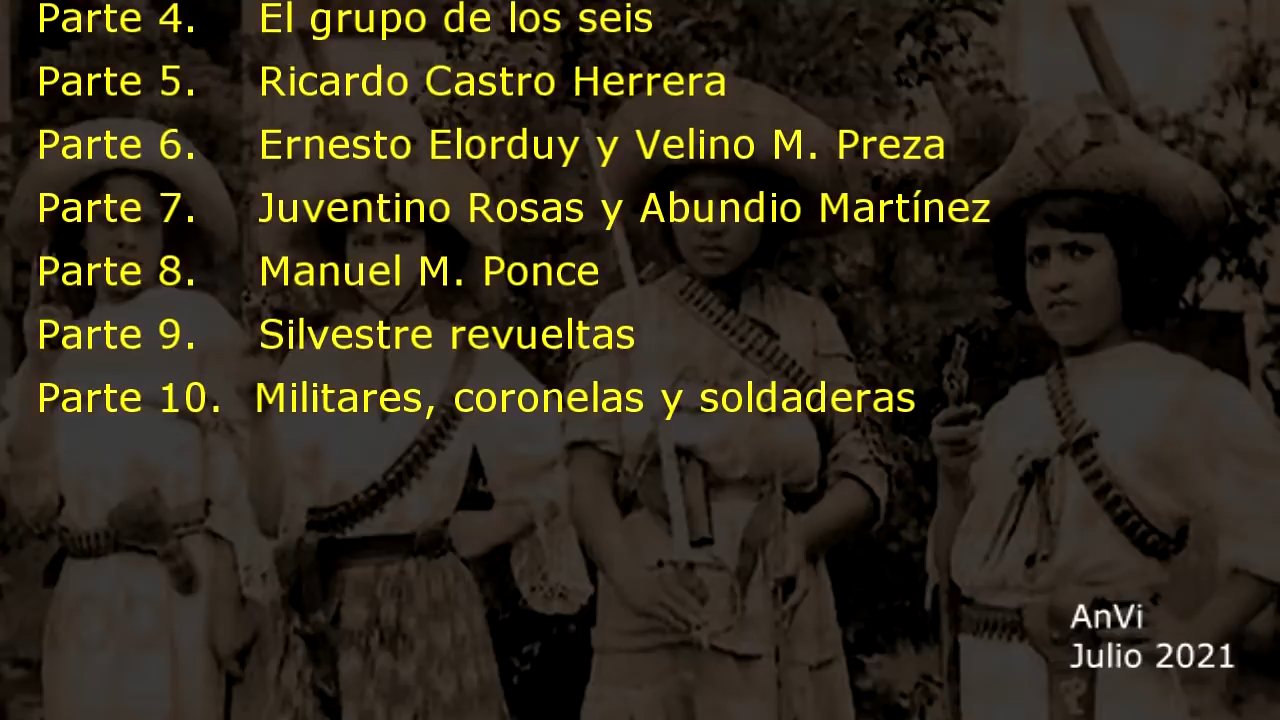 Parte 4. El grupo de los seis
Parte 5. Ricardo Castro Herrera
Parte 6. Ernesto Elorduy y Velino M. Preza
Parte 7. Juventino Rosas y Abundio Martínez
Parte 8. Manuel M. Ponce
Parte 9. Silvestre revueltas
Parte 10. Militares, coronelas y soldaderas
AnVi
Julio 2021